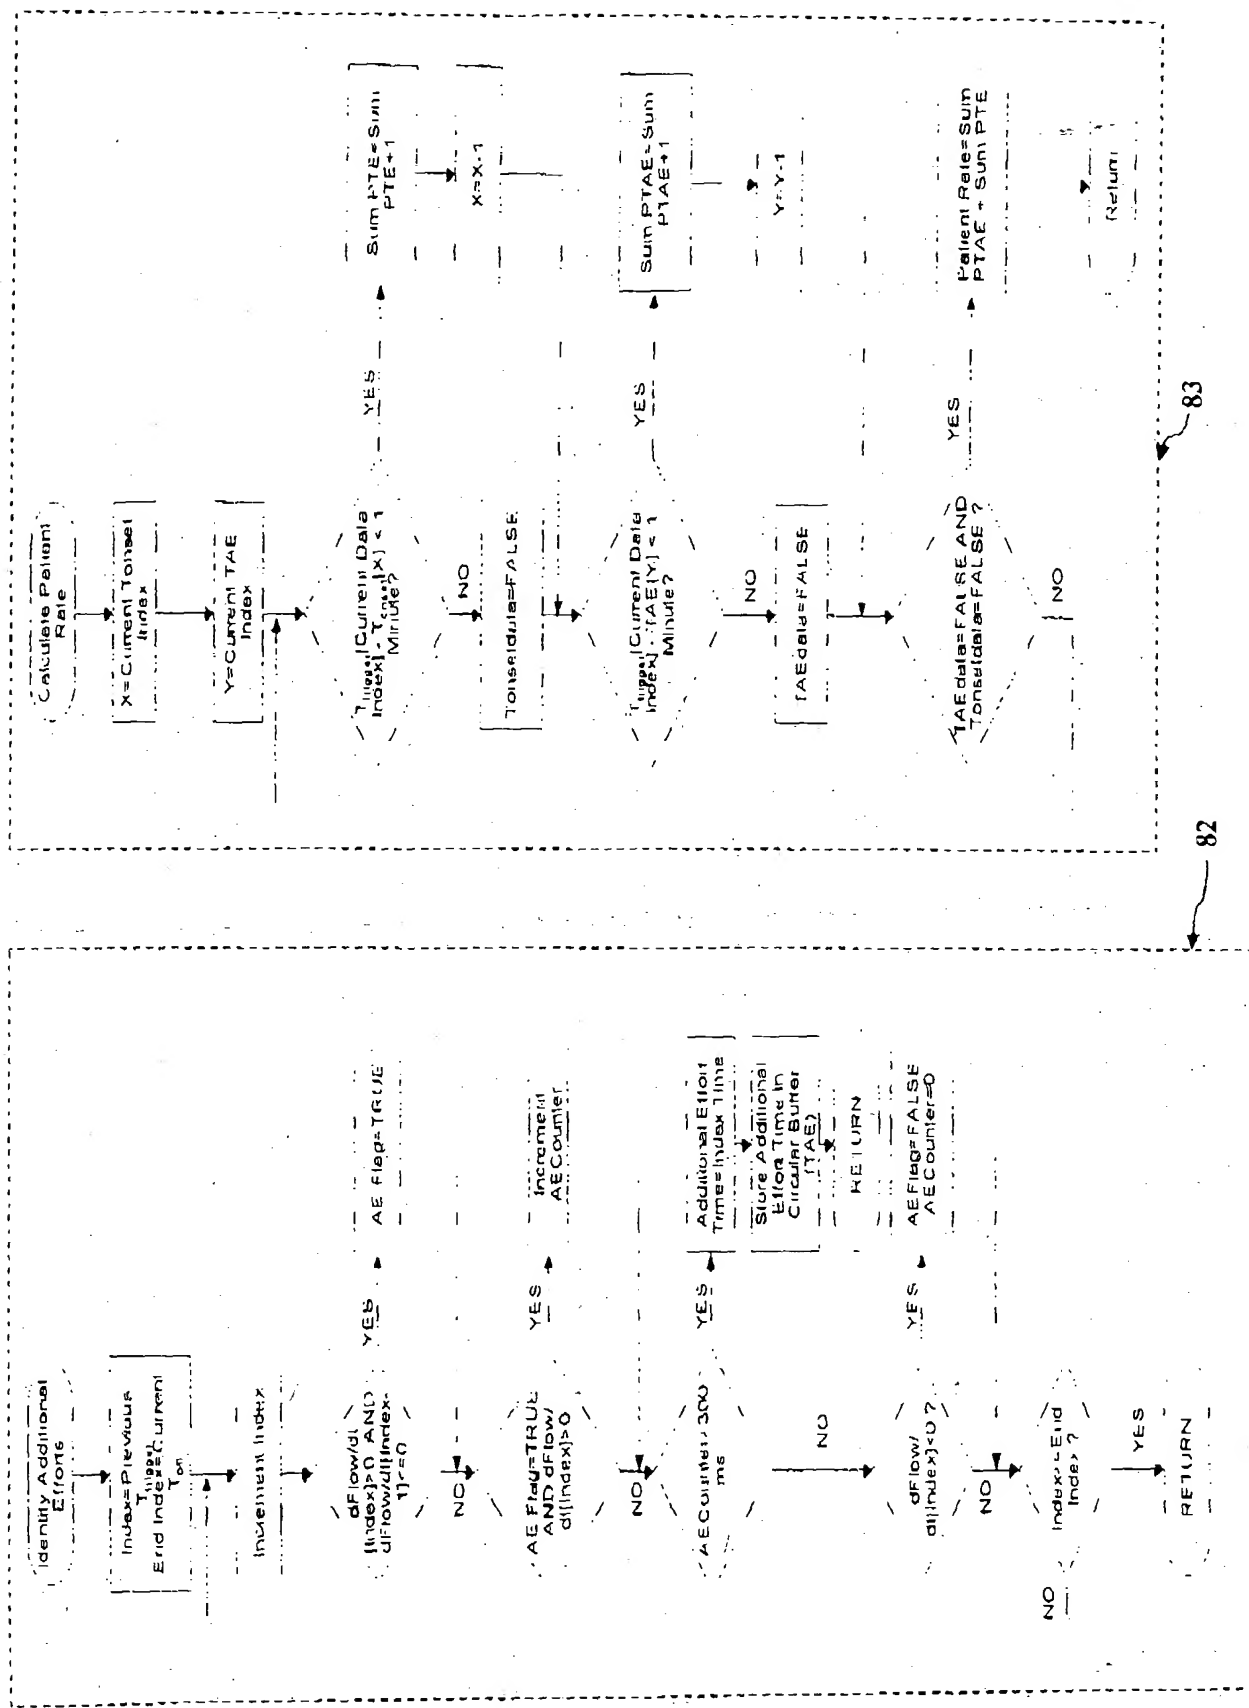 Identify Additional
Efforts
Index=Previous
Ttrigger
End Index=Current
Ton
Increment Index
dFlow/dt
[Index]>0 AND
dFlow/dt[Index-
1]<=0
YES
AE Flag=TRUE
NO
AE Flag=TRUE
AND dFlow/
dt[Index]>0
YES
Increment
AECounter
NO
AECounter>300
ms
YES
Additional Effort
Time=Index Time
Store Additional
Effort Time In
Circular Buffer
(TAE)
RETURN
NO
dFlow/
dt[Index]<0 ?
YES
AEFlag=FALSE
AECounter=0
NO
Index=End
Index ?
NO
YES
RETURN
82
Calculate Patient
Rate
X=Current Tonset
Index
Y=Current TAE
Index
Ttrigger[Current Data
Index] - Tonset[X] < 1
Minute?
YES
Sum PTE=Sum
PTE+1
X=X-1
NO
Tonsetdata=FALSE
Ttrigger[Current Data
Index] - TAE[Y] < 1
Minute?
YES
Sum PTAE=Sum
PTAE+1
Y=Y-1
NO
TAEdata=FALSE
TAEdata=FALSE AND
Tonsetdata=FALSE ?
YES
Patient Rate=Sum
PTAE + Sum PTE
Return
NO
83